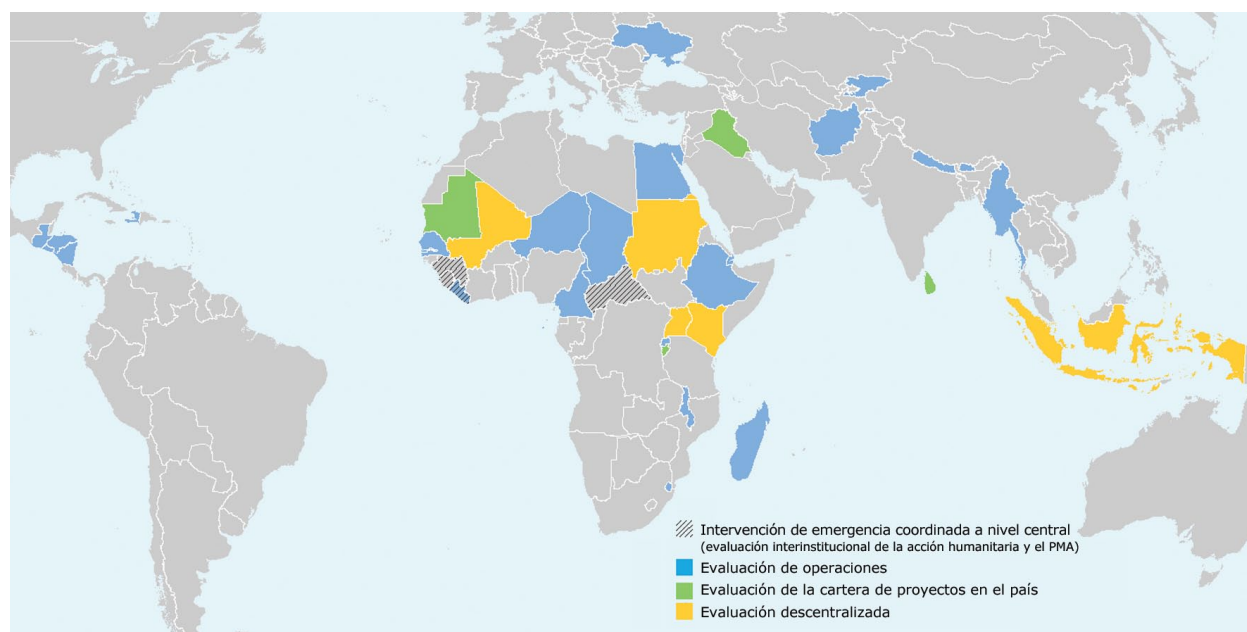 Intervención de emergencia coordinada a nivel central
(evaluación interinstitucional de la acción humanitaria y el PMA)
Evaluación de operaciones
Evaluación de la cartera de proyectos en el país
Evaluación descentralizada